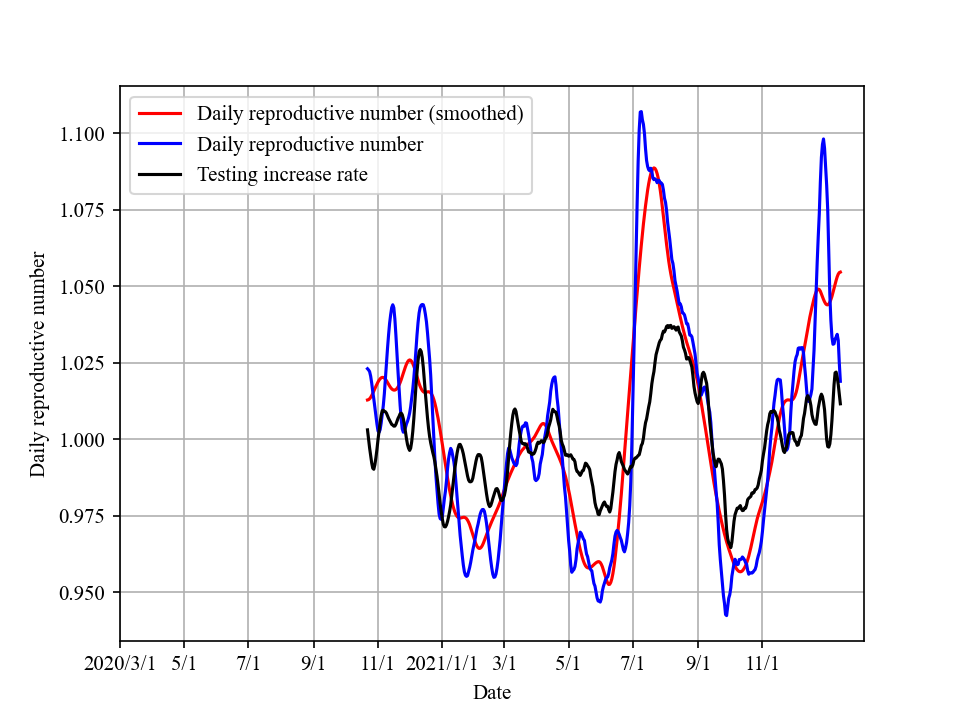 Daily reproductive number (smoothed)
Daily reproductive number
Testing increase rate
1.100
1.075
1.050
1.025
1.000
0.975
0.950
Daily reproductive number
2020/3/1 5/1 7/1 9/1 11/1 2021/1/1 3/1 5/1 7/1 9/1 11/1
Date